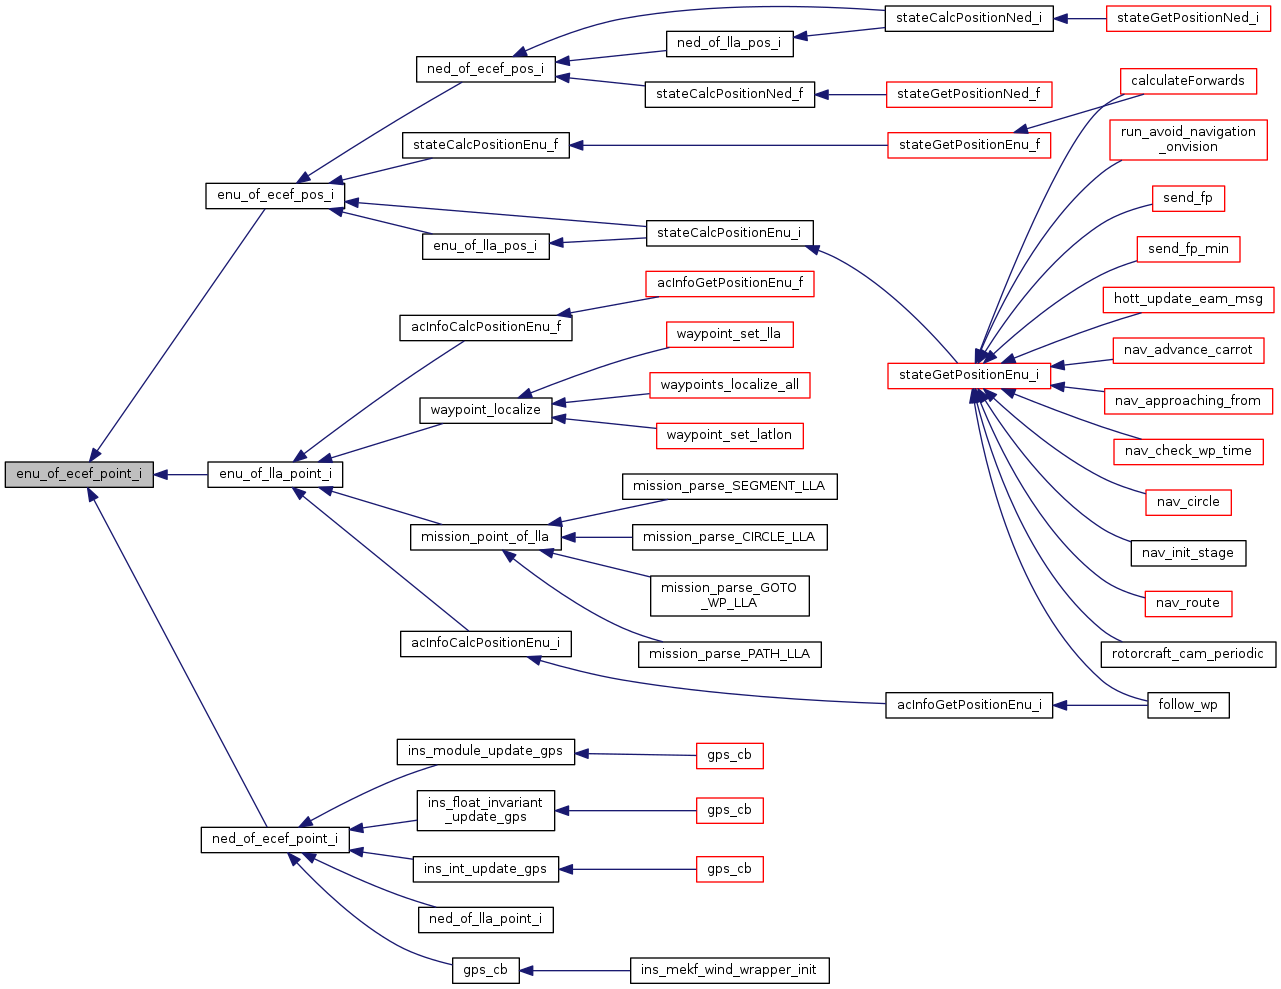 stateCalcPositionNed_i
stateGetPositionNed_i
ned_of_lla_pos_i
ned_of_ecef_pos_i
calculateForwards
stateCalcPositionNed_f
stateGetPositionNed_f
run_avoid_navigation
_onvision
stateCalcPositionEnu_f
stateGetPositionEnu_f
enu_of_ecef_pos_i
send_fp
stateCalcPositionEnu_i
enu_of_lla_pos_i
send_fp_min
acInfoGetPositionEnu_f
hott_update_eam_msg
acInfoCalcPositionEnu_f
waypoint_set_lla
nav_advance_carrot
stateGetPositionEnu_i
waypoints_localize_all
nav_approaching_from
waypoint_localize
waypoint_set_latlon
nav_check_wp_time
enu_of_ecef_point_i
enu_of_lla_point_i
mission_parse_SEGMENT_LLA
nav_circle
mission_point_of_lla
mission_parse_CIRCLE_LLA
nav_init_stage
mission_parse_GOTO
_WP_LLA
nav_route
acInfoCalcPositionEnu_i
mission_parse_PATH_LLA
rotorcraft_cam_periodic
acInfoGetPositionEnu_i
follow_wp
ins_module_update_gps
gps_cb
ins_float_invariant
_update_gps
gps_cb
ned_of_ecef_point_i
ins_int_update_gps
gps_cb
ned_of_lla_point_i
gps_cb
ins_mekf_wind_wrapper_init